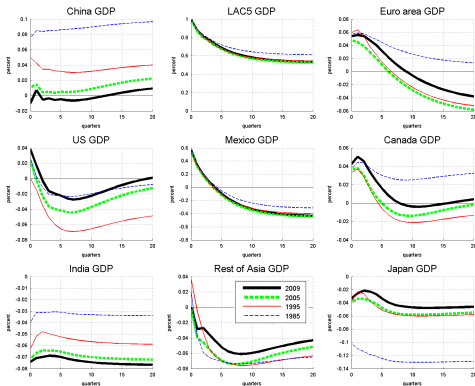 China GDP LAC5 GDP Euro area GDP
0.1 1 0.08
0.08 0.06
0.06 0.8 0.04
0.04 0.6 0.02
0.02 0.4 0
0 0.2 -0.02
-0.02 0 -0.04
-0.06
0 5 10 15 20 0 5 10 15 20 0 5 10 15 20
quarters quarters quarters
percent percent percent
US GDP Mexico GDP Canada GDP
0.04 0.6 0.06
0.02 0.4 0.04
0 0.2 0.02
-0.02 0 0
-0.04 -0.2 -0.02
-0.06 -0.4 -0.04
-0.08 -0.6
-0.8
0 5 10 15 20 0 5 10 15 20 0 5 10 15 20
quarters quarters quarters
percent percent percent
India GDP Rest of Asia GDP Japan GDP
0 0.04 0
-0.01 0.02 -0.02
-0.02 0 -0.04
-0.03 -0.02 -0.06
-0.04 -0.04 -0.08
-0.05 -0.06 -0.1
-0.06 -0.08 -0.12
-0.07 -0.14
-0.08
2009
2005
1995
1985
0 5 10 15 20 0 5 10 15 20 0 5 10 15 20
quarters quarters quarters
percent percent percent